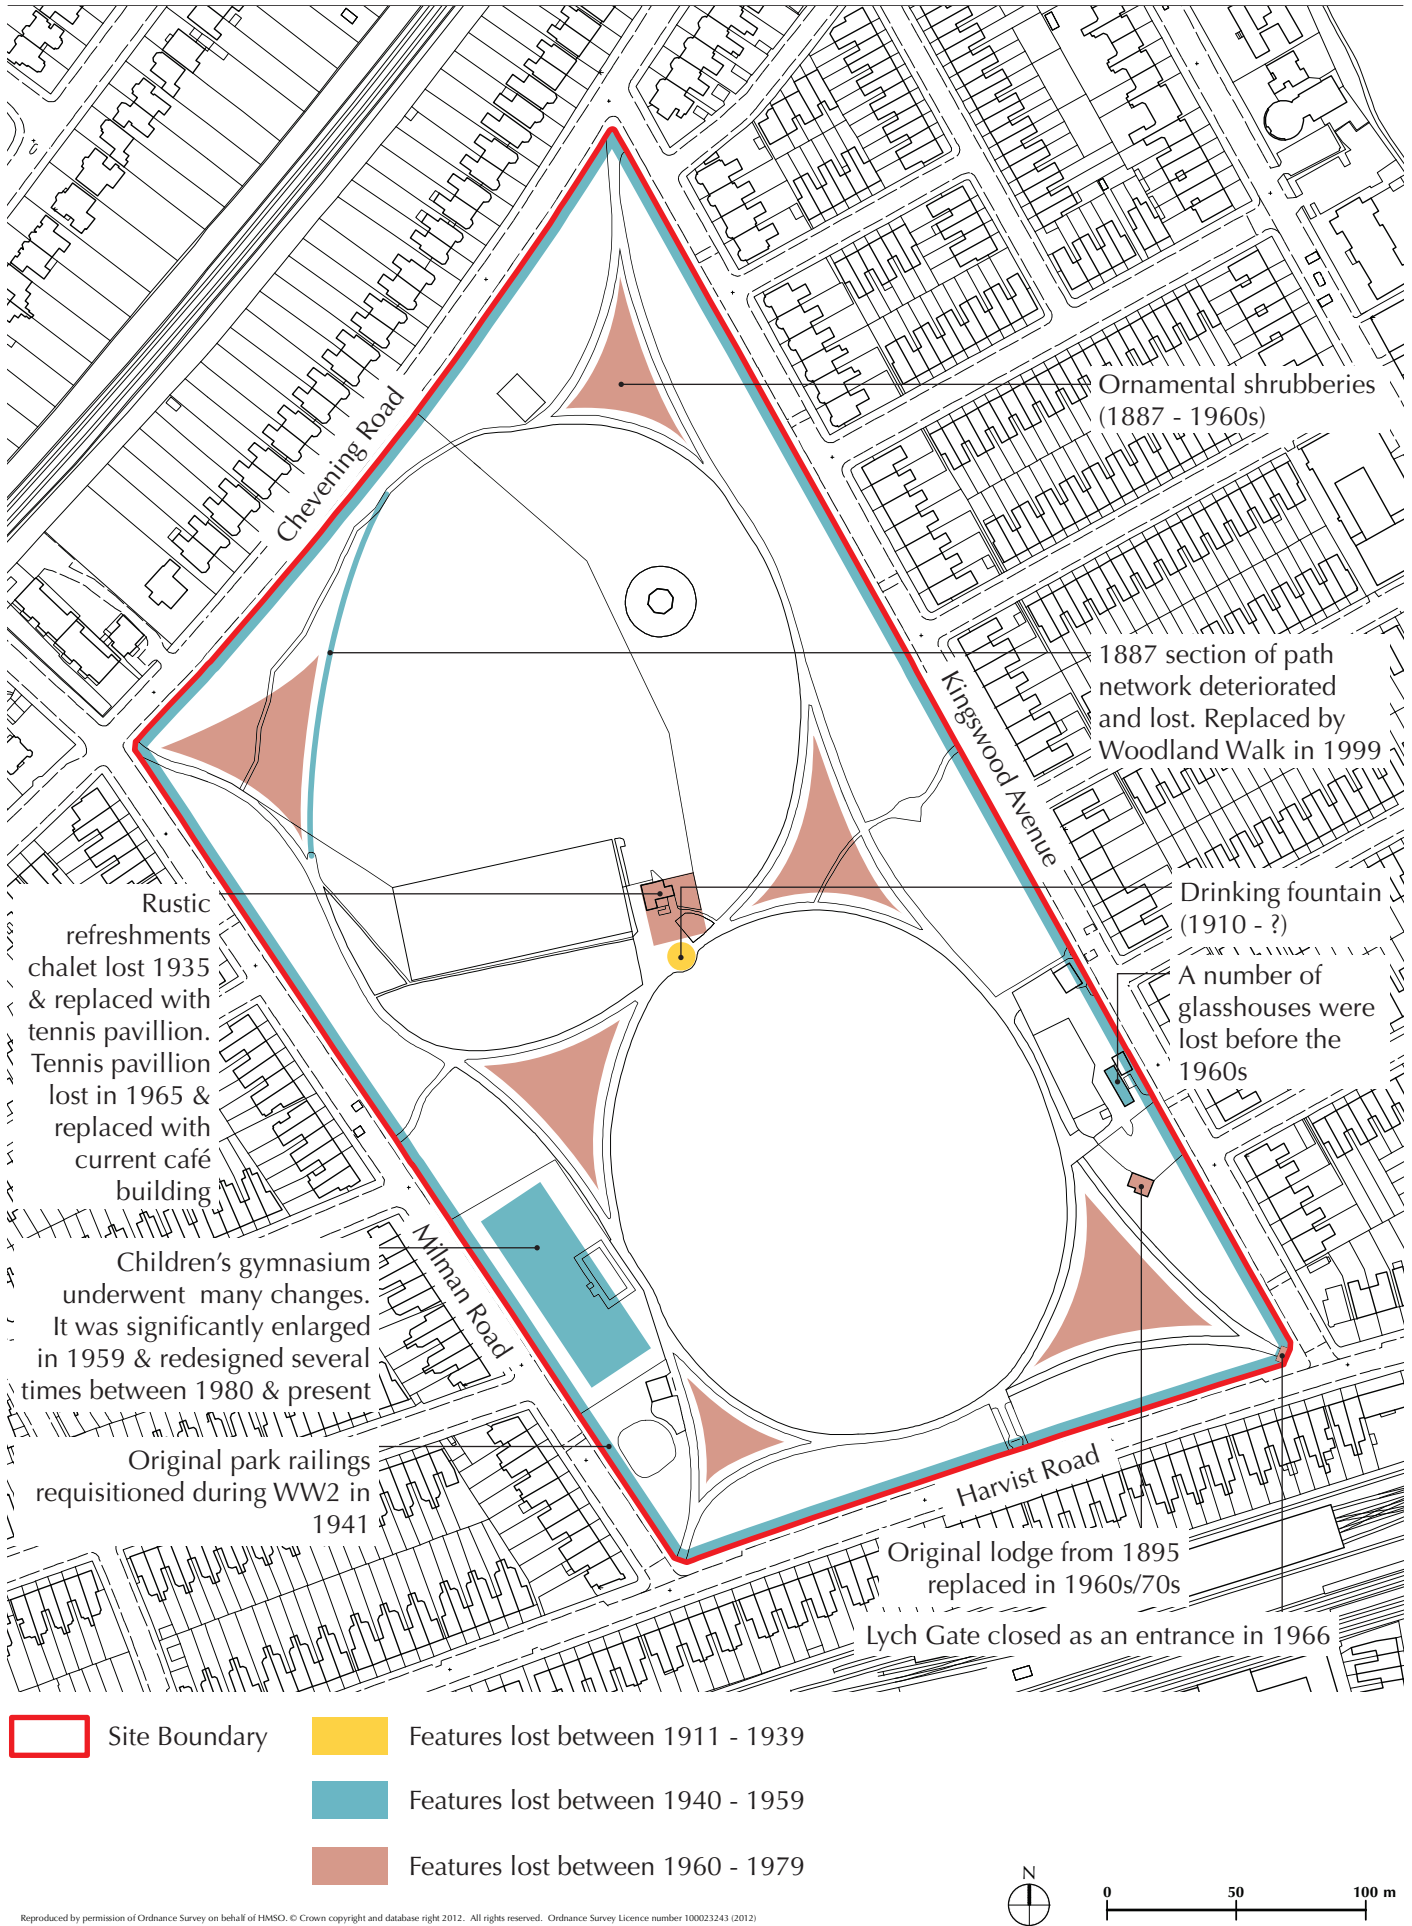 Ornamental shrubberies
(1887 - 1960s)
Chevening Road
1887 section of path
network deteriorated
and lost. Replaced by
Woodland Walk in 1999
Kingswood Avenue
Drinking fountain
(1910 - ?)
Rustic
refreshments
chalet lost 1935
& replaced with
tennis pavillion.
Tennis pavillion
lost in 1965 &
replaced with
current café
building
A number of
glasshouses were
lost before the
1960s
Milman Road
Children's gymnasium
underwent many changes.
It was significantly enlarged
in 1959 & redesigned several
times between 1980 & present
Original park railings
requisitioned during WW2 in
1941
Harvist Road
Original lodge from 1895
replaced in 1960s/70s
Lych Gate closed as an entrance in 1966
Site Boundary
Features lost between 1911 - 1939
Features lost between 1940 - 1959
Features lost between 1960 - 1979
N
0 50 100 m
Reproduced by permission of Ordnance Survey on behalf of HMSO. © Crown copyright and database right 2012. All rights reserved. Ordnance Survey Licence number 100023243 (2012)